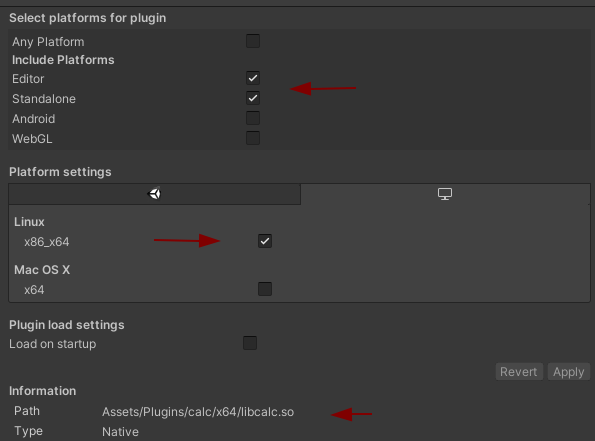 Select platforms for plugin
Any Platform
Include Platforms
Editor
Standalone
Android
WebGL
Platform settings
Linux
x86_x64
Mac OS X
x64
Plugin load settings
Load on startup
Revert Apply
Information
Path Assets/Plugins/calc/x64/libcalc.so
Type Native